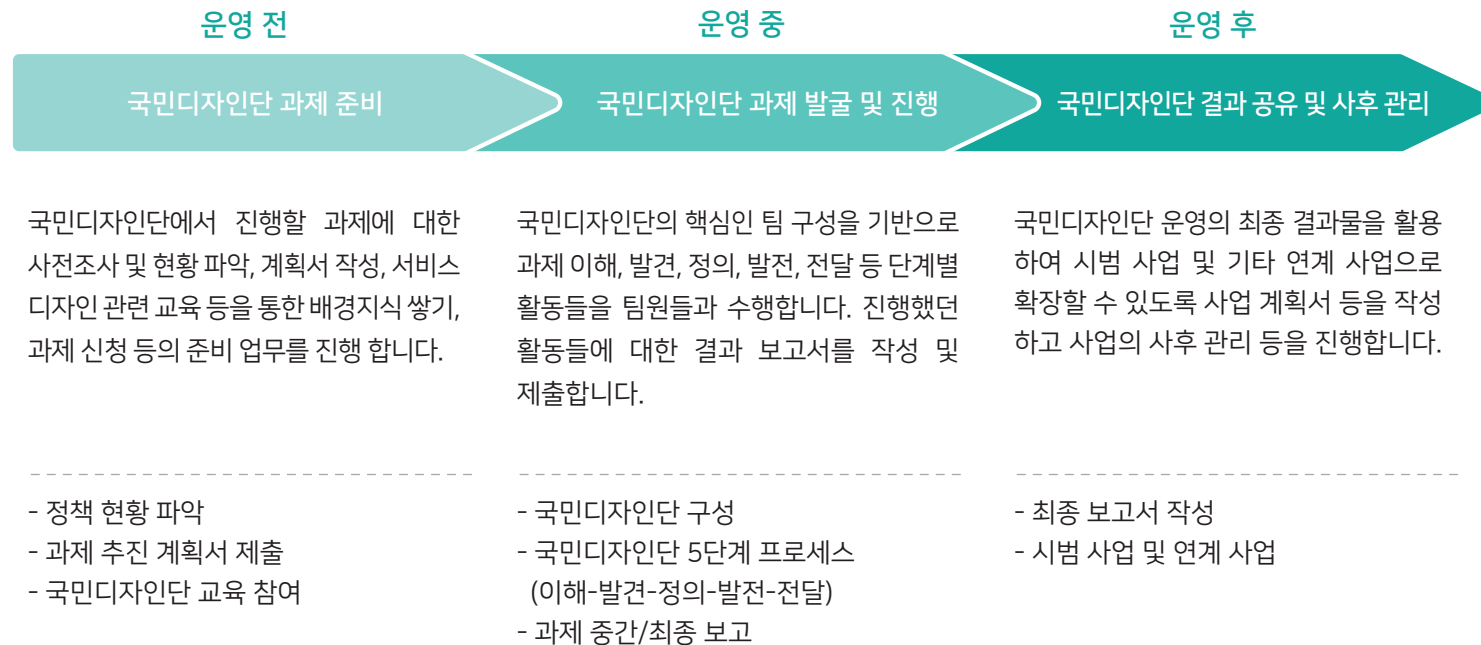 운영 전
국민디자인단 과제 준비
국민디자인단에서 진행할 과제에 대한
사전조사 및 현황 파악, 계획서 작성, 서비스
디자인 관련 교육 등을 통한 배경지식 쌓기,
과제 신청 등의 준비 업무를 진행 합니다.
- 정책 현황 파악
- 과제 추진 계획서 제출
- 국민디자인단 교육 참여
운영 중
국민디자인단 과제 발굴 및 진행
국민디자인단의 핵심인 팀 구성을 기반으로
과제 이해, 발견, 정의, 발전, 전달 등 단계별
활동들을 팀원들과 수행합니다. 진행했던
활동들에 대한 결과 보고서를 작성 및
제출합니다.
- 국민디자인단 구성
- 국민디자인단 5단계 프로세스
(이해-발견-정의-발전-전달)
- 과제 중간/최종 보고
운영 후
국민디자인단 결과 공유 및 사후 관리
국민디자인단 운영의 최종 결과물을 활용
하여 시범 사업 및 기타 연계 사업으로
확장할 수 있도록 사업 계획서 등을 작성
하고 사업의 사후 관리 등을 진행합니다.
- 최종 보고서 작성
- 시범 사업 및 연계 사업